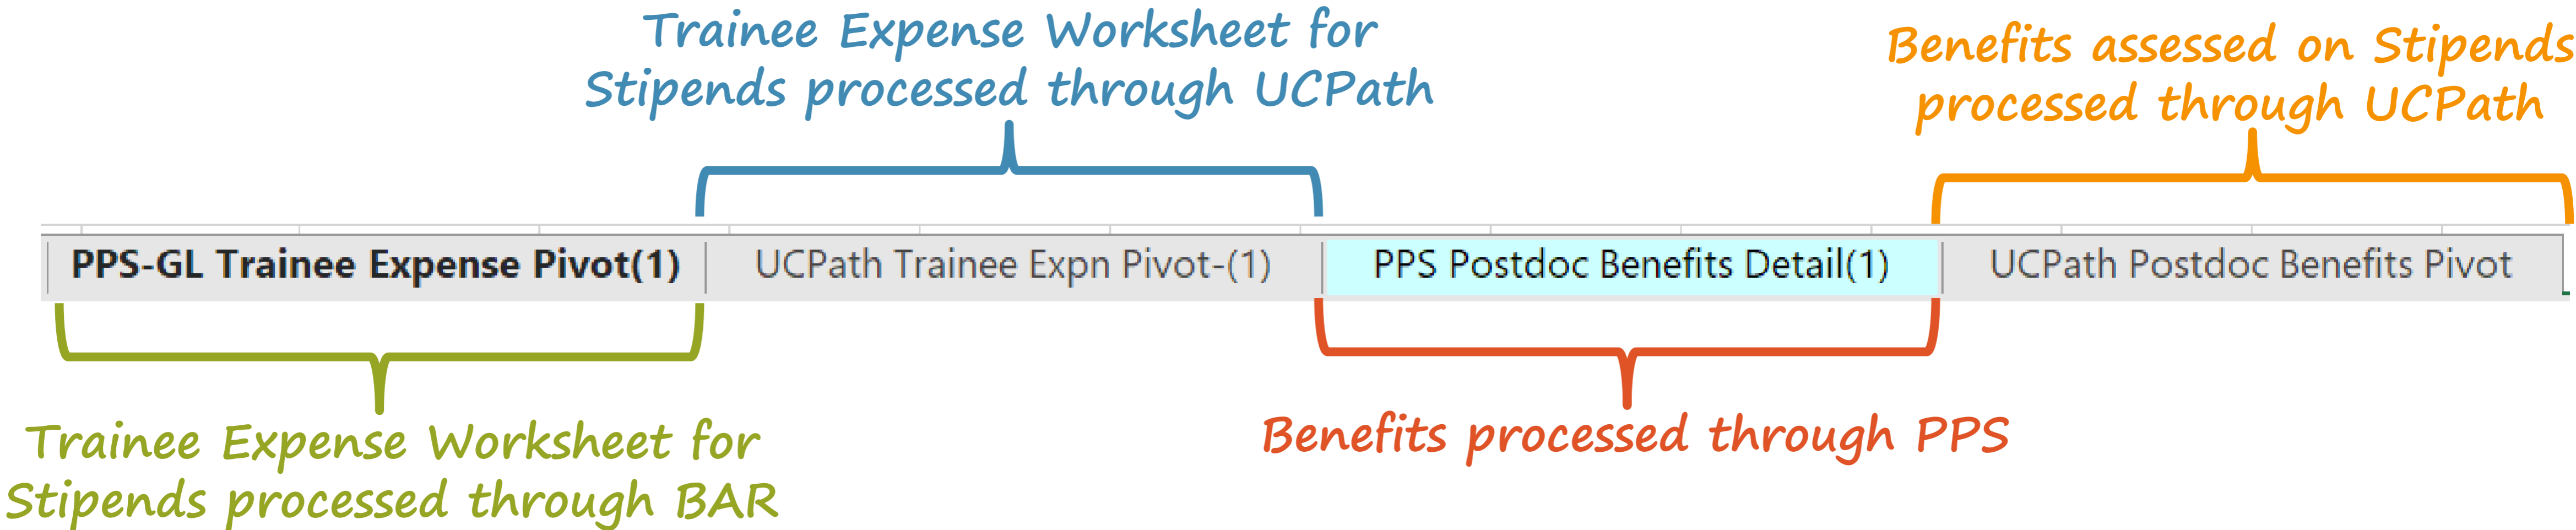 Trainee Expense Worksheet for
Stipends processed through UCPath
Benefits assessed on Stipends
processed through UCPath
PPS-GL Trainee Expense Pivot(1)
UCPath Trainee Expn Pivot-(1)
PPS Postdoc Benefits Detail(1)
UCPath Postdoc Benefits Pivot
Trainee Expense Worksheet for
Stipends processed through BAR
Benefits processed through PPS